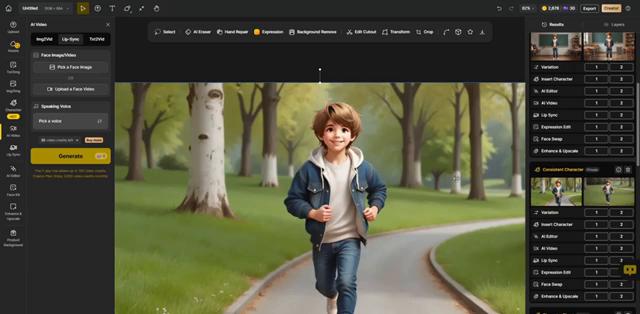 Untitled
82%
2,676
30
Export
Creator
Select
AI Eraser
Hand Repair
Expression
Background Remove
Edit Cutout
Transform
Crop
Upload
Assets
Txt2Img
Img2Img
Character
AI Video
Lip Sync
AI Editor
Face Kit
Enhance & Upscale
Product Background
AI Video
Img2Vid
Lip-Sync
Txt2Vid
Face Image/Video
Pick a Face Image
Upload a Face Video
Speaking Voice
Pick a voice
Buy Now
Generate
Results
Layers
Variation 1 2
Insert Character 1 2
AI Editor 1 2
AI Video 1 2
Lip Sync 1 2
Expression Edit 1 2
Face Swap 1 2
Enhance & Upscale 1 2
Consistent Character
Variation 1 2
Insert Character 1 2
AI Editor 1 2
AI Video 1 2
Lip Sync 1 2
Expression Edit 1
Face Swap 1 2
Enhance & Upscale 1 2